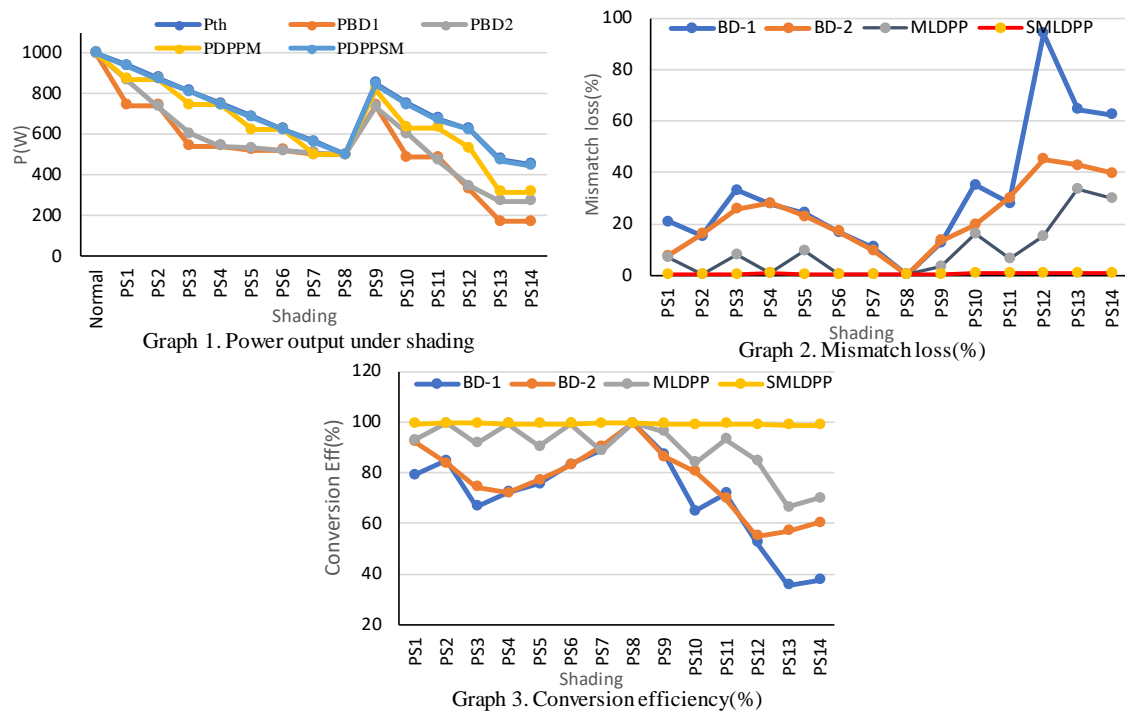 Pth PBD1 PBD2
PDPPM PDPPSM
1000
800
600
400
200
0
P(W)
Normal PS1 PS2 PS3 PS4 PS5 PS6 PS7 PS8 PS9 PS10 PS11 PS12 PS13 PS14
Shading
Graph 1. Power output under shading
BD-1 BD-2 MLDPP SMLDPP
100
80
60
40
20
0
Mismatch loss(%)
PS1 PS2 PS3 PS4 PS5 PS6 PS7 PS8 PS9 PS10 PS11 PS12 PS13 PS14
Shading
Graph 2. Mismatch loss(%)
BD-1 BD-2 MLDPP SMLDPP
120
100
80
60
40
20
Conversion Eff(%)
PS1 PS2 PS3 PS4 PS5 PS6 PS7 PS8 PS9 PS10 PS11 PS12 PS13 PS14
Shading
Graph 3. Conversion efficiency(%)